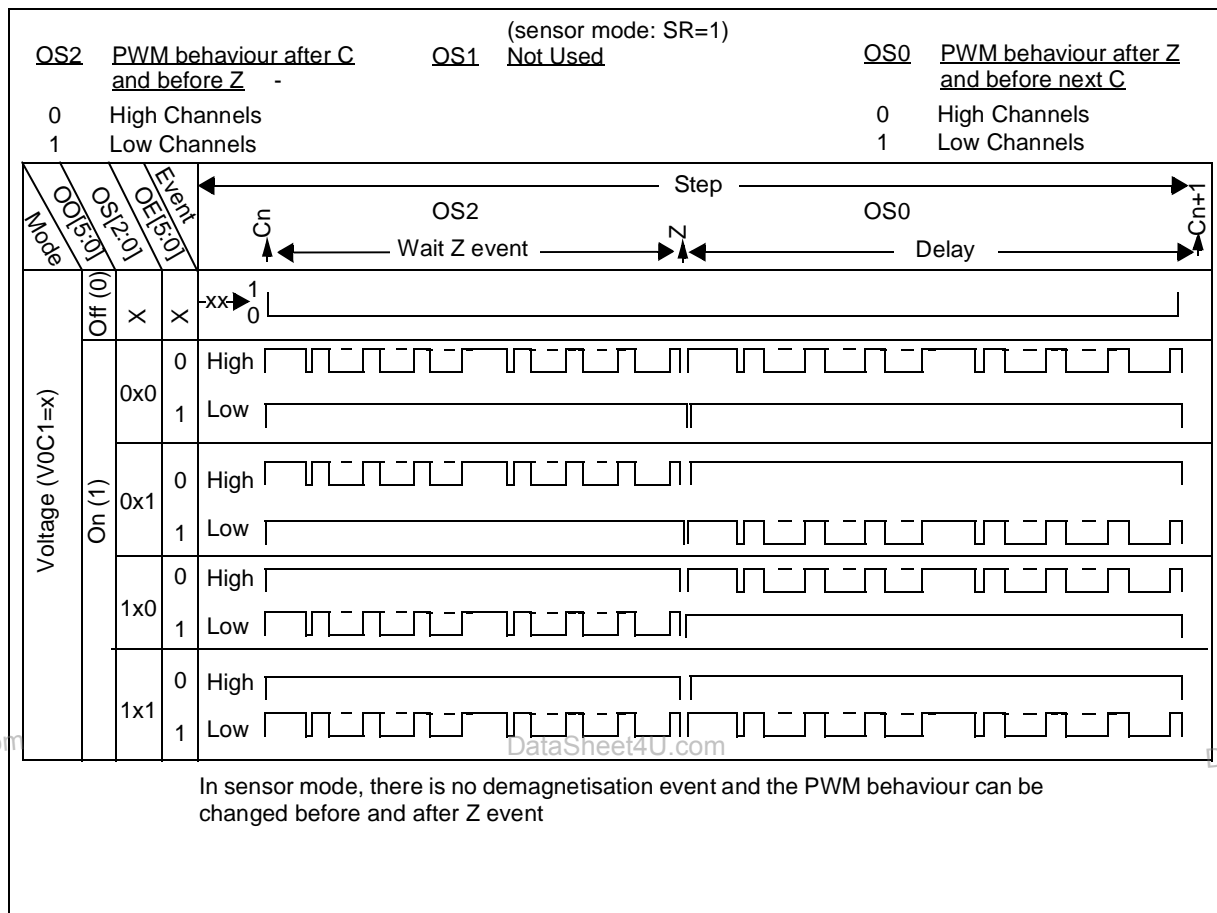 (sensor mode: SR=1)
OS2 PWM behaviour after C and before Z -
0 High Channels
1 Low Channels
OS1 Not Used
OS0 PWM behaviour after Z and before next C
0 High Channels
1 Low Channels
Mode
OO[5:0]
OS[2:0]
OE[5:0]
Event
Step
Cn
OS2
Wait Z event
Z
OS0
Delay
Cn+1
Voltage (V0C1=x)
Off (0)
X
X
xx
1
0
On (1)
0x0
0 High
1 Low
0x1
0 High
1 Low
1x0
0 High
1 Low
1x1
0 High
1 Low
om
DataSheet4U.com
In sensor mode, there is no demagnetisation event and the PWM behaviour can be
changed before and after Z event